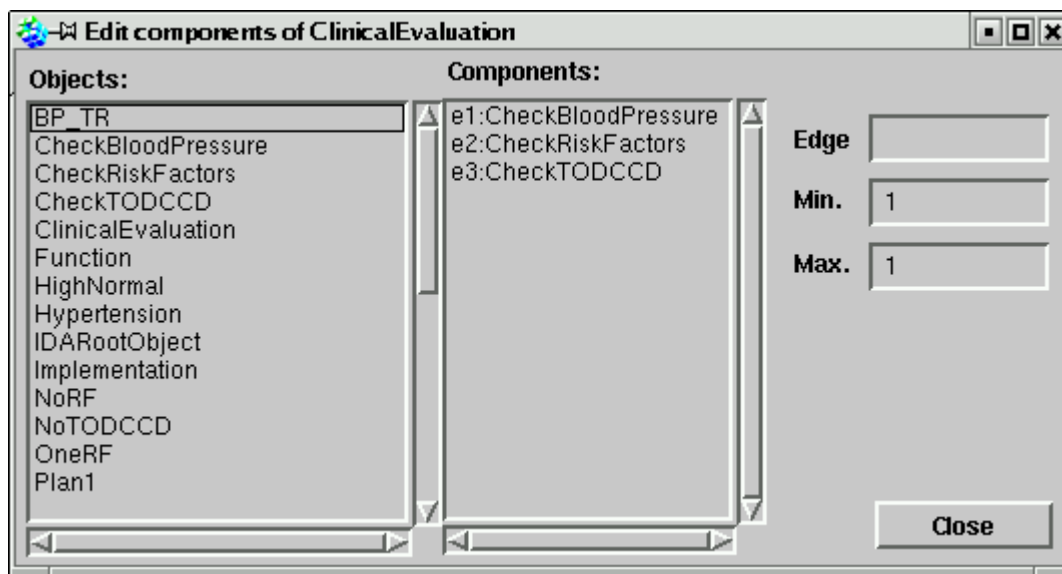 Edit components of ClinicalEvaluation
Objects:
BP_TR
CheckBloodPressure
CheckRiskFactors
CheckTODCCD
ClinicalEvaluation
Function
HighNormal
Hypertension
IDARootObject
Implementation
NoRF
NoTODCCD
OneRF
Plan1
Components:
e1:CheckBloodPressure
e2:CheckRiskFactors
e3:CheckTODCCD
Edge
Min. 1
Max. 1
Close